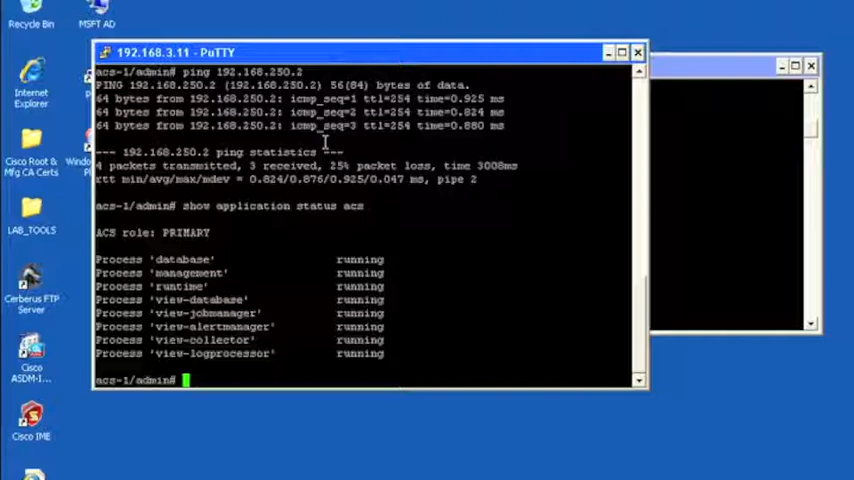 Recycle Bin
MSFT AD
Internet
Explorer
Cisco Root &
Mfg CA Certs
LAB_TOOLS
Cerberus FTP
Server
Cisco
ASDM-I...
Cisco IME
192.168.3.11 - PuTTY
acs-1/admin# ping 192.168.250.2
PING 192.168.250.2 (192.168.250.2) 56(84) bytes of data.
64 bytes from 192.168.250.2: icmp_seq=1 ttl=254 time=0.925 ms
64 bytes from 192.168.250.2: icmp_seq=2 ttl=254 time=0.824 ms
64 bytes from 192.168.250.2: icmp_seq=3 ttl=254 time=0.880 ms
--- 192.168.250.2 ping statistics ---
4 packets transmitted, 3 received, 25% packet loss, time 3008ms
rtt min/avg/max/mdev = 0.824/0.876/0.925/0.047 ms, pipe 2
acs-1/admin# show application status acs
ACS role: PRIMARY
Process 'database' running
Process 'management' running
Process 'runtime' running
Process 'view-database' running
Process 'view-jobmanager' running
Process 'view-alertmanager' running
Process 'view-collector' running
Process 'view-logprocessor' running
acs-1/admin#